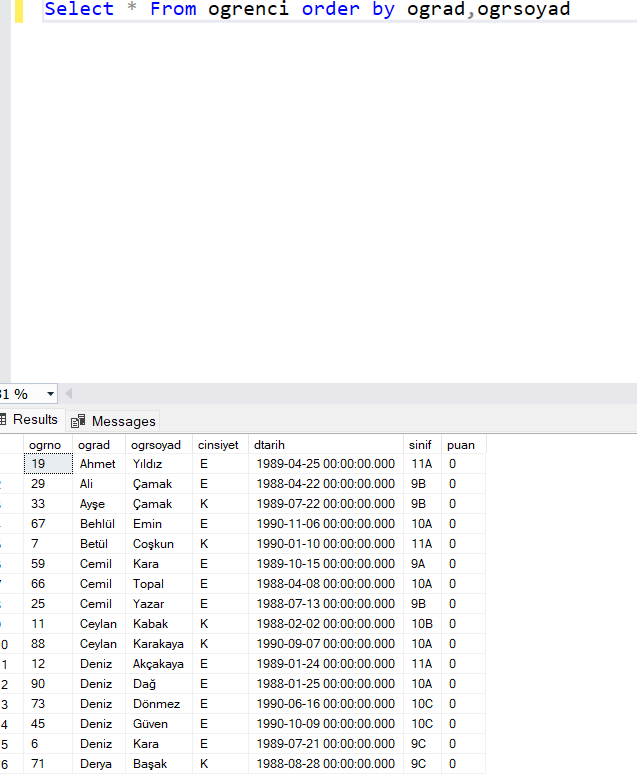 Select * From ogrenci order by ograd,ogrsoyad
31 %
Results Messages
ogrno ograd ogrsoyad cinsiyet dtarih sinif puan
19 Ahmet Yıldız E 1989-04-25 00:00:00.000 11A 0
2 29 Ali Çamak E 1988-04-22 00:00:00.000 9B 0
3 33 Ayşe Çamak K 1989-07-22 00:00:00.000 9B 0
4 67 Behlül Emin E 1990-11-06 00:00:00.000 10A 0
5 7 Betül Coşkun K 1990-01-10 00:00:00.000 11A 0
6 59 Cemil Kara E 1989-10-15 00:00:00.000 9A 0
7 66 Cemil Topal E 1988-04-08 00:00:00.000 10A 0
8 25 Cemil Yazar E 1988-07-13 00:00:00.000 9B 0
9 11 Ceylan Kabak K 1988-02-02 00:00:00.000 10B 0
0 88 Ceylan Karakaya K 1990-09-07 00:00:00.000 10A 0
1 12 Deniz Akçakaya E 1989-01-24 00:00:00.000 11A 0
2 90 Deniz Dağ E 1988-01-25 00:00:00.000 10A 0
3 73 Deniz Dönmez E 1990-06-16 00:00:00.000 10C 0
4 45 Deniz Güven E 1990-10-09 00:00:00.000 10C 0
5 6 Deniz Kara E 1989-07-21 00:00:00.000 9C 0
6 71 Derya Başak K 1988-08-28 00:00:00.000 9C 0